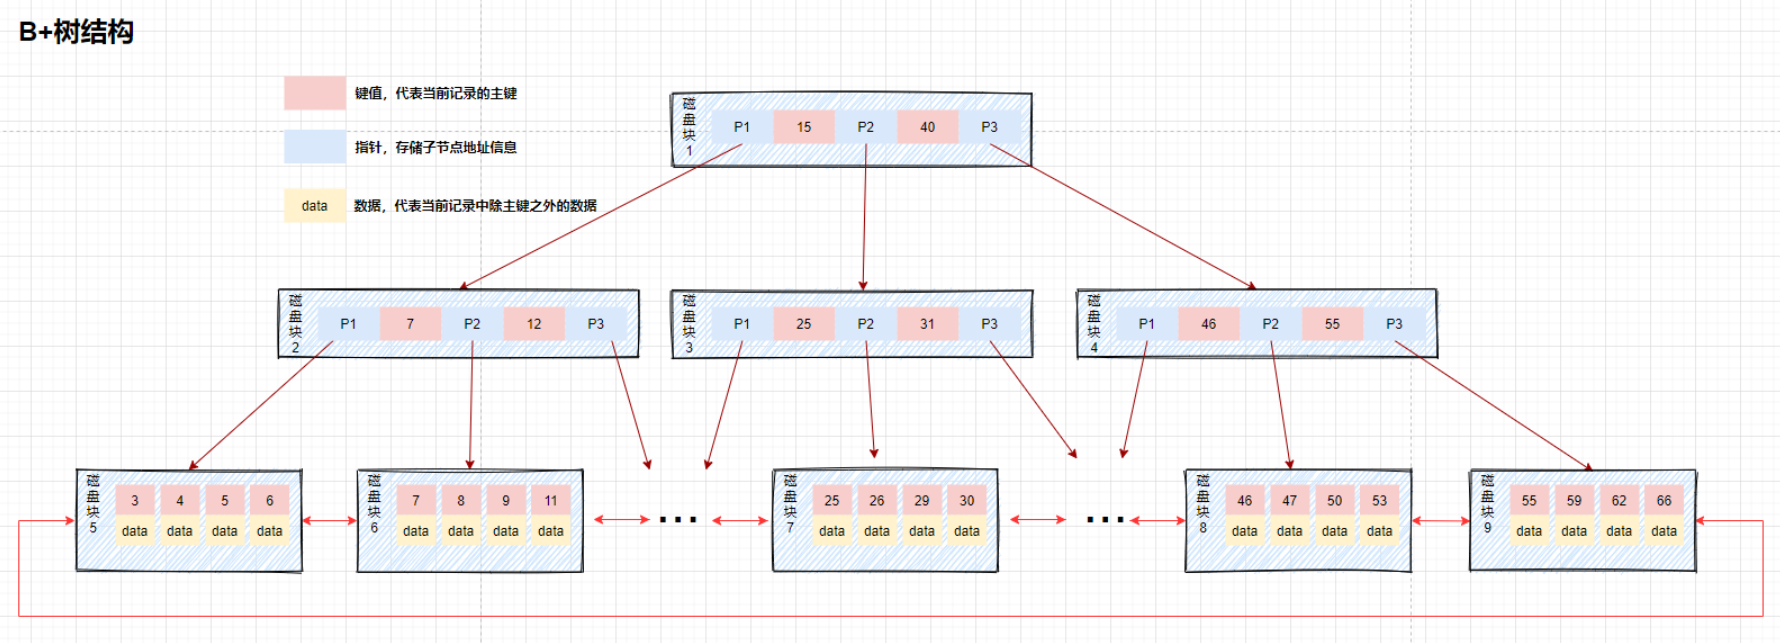 B+树结构
键值，代表当前记录的主键
指针，存储子节点地址信息
data 数据，代表当前记录中除主键之外的数据
磁盘块1 P1 15 P2 40 P3
磁盘块2 P1 7 P2 12 P3
磁盘块3 P1 25 P2 31 P3
磁盘块4 P1 46 P2 55 P3
磁盘块5 3 4 5 6
data data data data
磁盘块6 7 8 9 11
data data data data
...
磁盘块7 25 26 29 30
data data data data
...
磁盘块8 46 47 50 53
data data data data
磁盘块9 55 59 62 66
data data data data